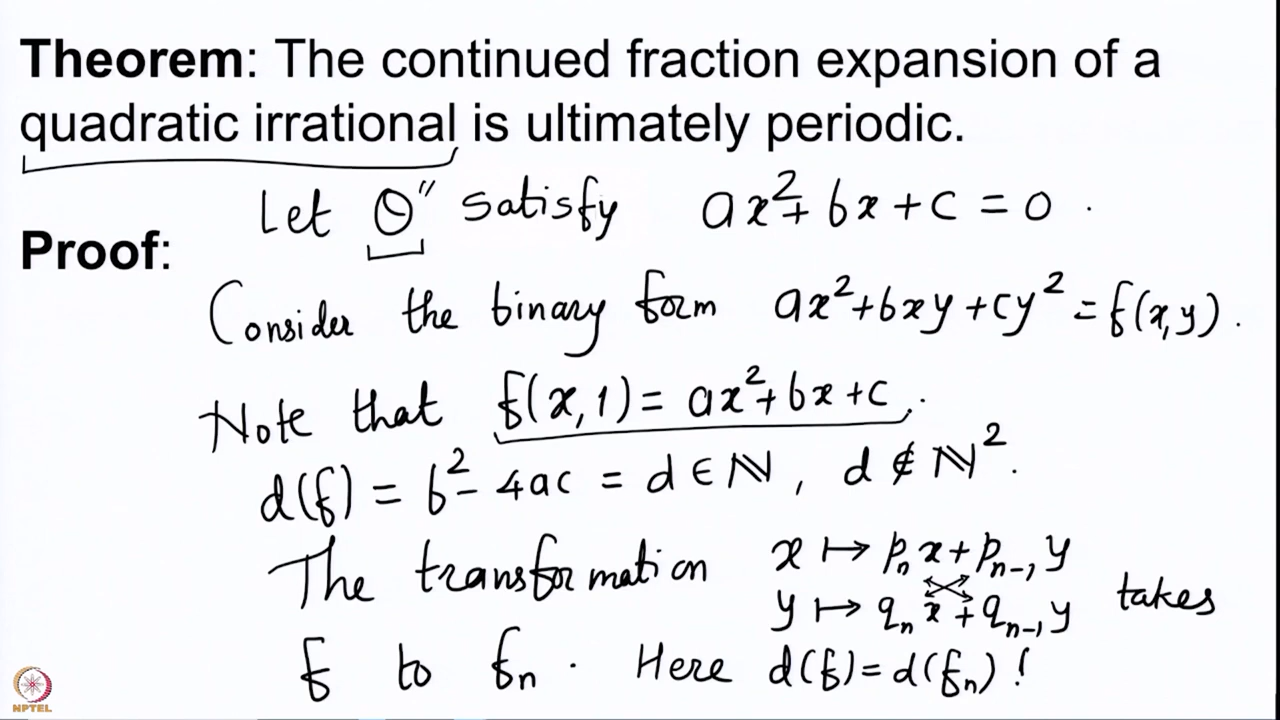 Theorem: The continued fraction expansion of a
quadratic irrational is ultimately periodic.
Let θ" satisfy ax² + bx + c = 0 .
Proof:
Consider the binary form ax² + bxy + cy² = f(x,y) .
Note that f(x,1) = ax² + bx + c .
d(f) = b² - 4ac = d ∈ ℕ , d ∉ ℕ² .
The transformation x ↦ pₙx + pₙ₋₁y
y ↦ qₙx + qₙ₋₁y takes
f to fₙ . Here d(f) = d(fₙ) !
NPTEL